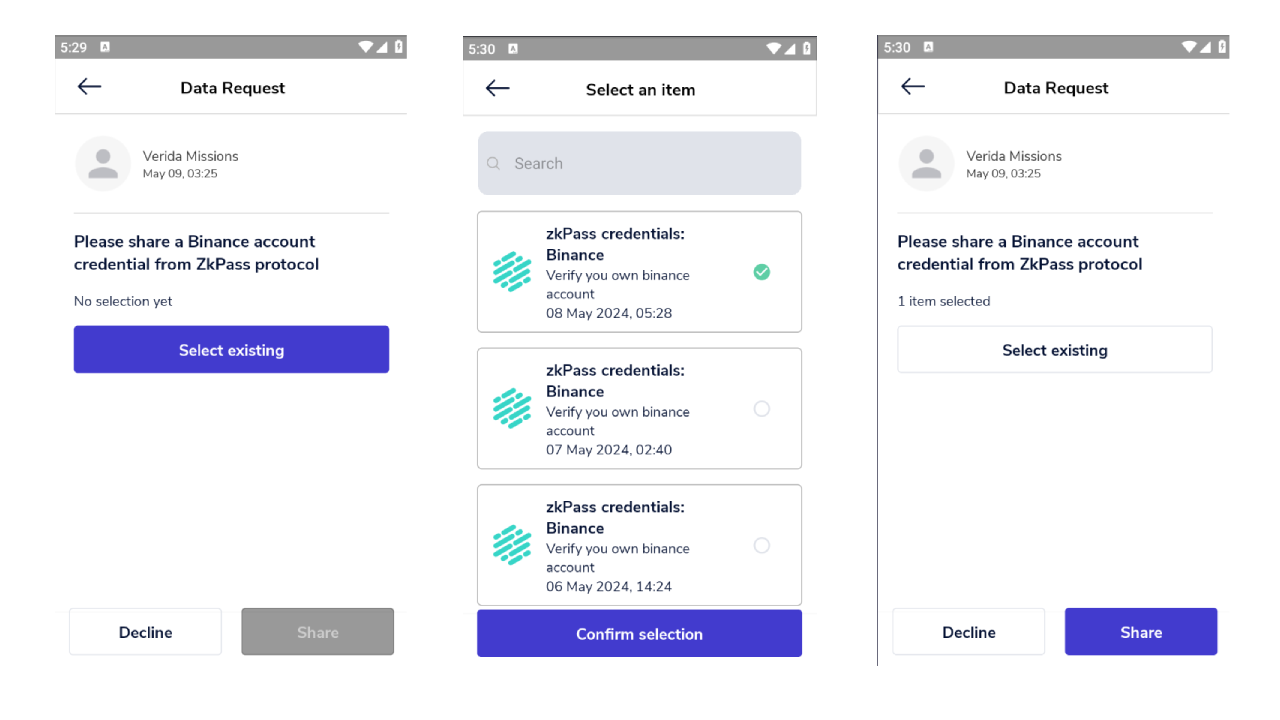 5:29
Data Request
Verida Missions
May 09, 03:25
Please share a Binance account
credential from ZkPass protocol
No selection yet
Select existing
Decline
Share
5:30
Select an item
Search
zkPass credentials:
Binance
Verify you own binance
account
08 May 2024, 05:28
zkPass credentials:
Binance
Verify you own binance
account
07 May 2024, 02:40
zkPass credentials:
Binance
Verify you own binance
account
06 May 2024, 14:24
Confirm selection
5:30
Data Request
Verida Missions
May 09, 03:25
Please share a Binance account
credential from ZkPass protocol
1 item selected
Select existing
Decline
Share